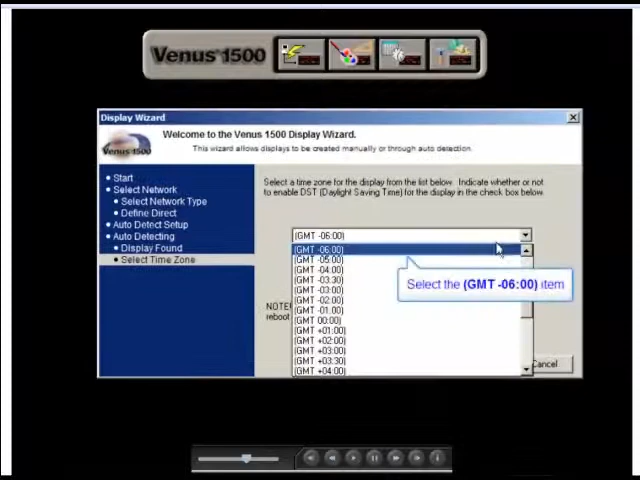 Venus® 1500
Display Wizard
Welcome to the Venus 1500 Display Wizard.
This wizard allows displays to be created manually or through auto detection.
Venus 1500
Start
Select Network
Select Network Type
Define Direct
Auto Detect Setup
Auto Detecting
Display Found
Select Time Zone
Select a time zone for the display from the list below. Indicate whether or not
to enable DST (Daylight Saving Time) for the display in the check box below.
(GMT -06:00)
(GMT -06:00)
(GMT -05:00)
(GMT -04:00)
(GMT -03:30)
(GMT -03:00)
(GMT -02:00)
(GMT -01:00)
(GMT 00:00)
(GMT +01:00)
(GMT +02:00)
(GMT +03:00)
(GMT +03:30)
(GMT +04:00)
Select the (GMT -06:00) item
NOTE:
reboot
Cancel